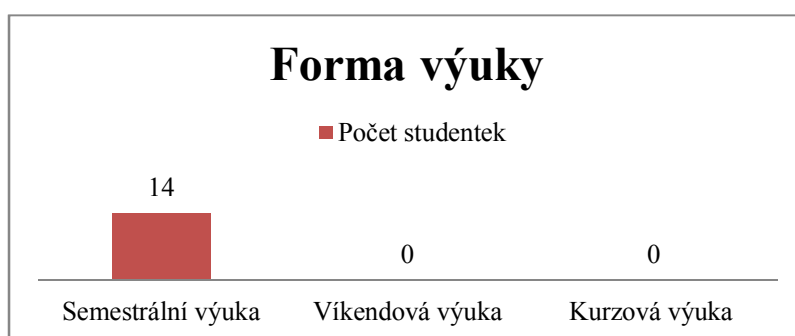 Forma výuky
Počet studentek
14
0
0
Semestrální výuka
Víkendová výuka
Kurzová výuka